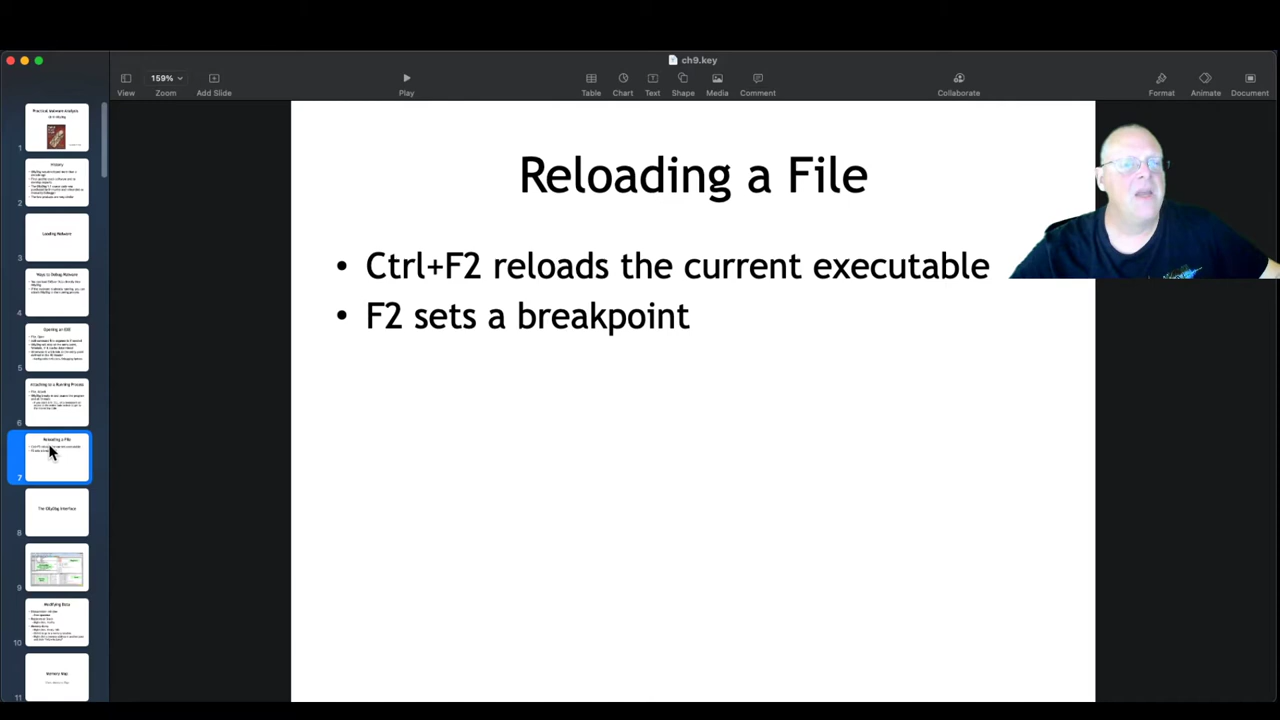 ch9.key
159%
View
Zoom
Add Slide
Play
Table
Chart
Text
Shape
Media
Comment
Collaborate
Format
Animate
Document
Reloading a File
• Ctrl+F2 reloads the current executable
• F2 sets a breakpoint
Practical Malware Analysis
1
History
2
Loading Malware
3
Ways to Debug Malware
4
Opening an EXE
5
Attaching to a Running Process
6
Reloading a File
7
The OllyDbg Interface
8
9
Modifying Data
10
Memory Map
11